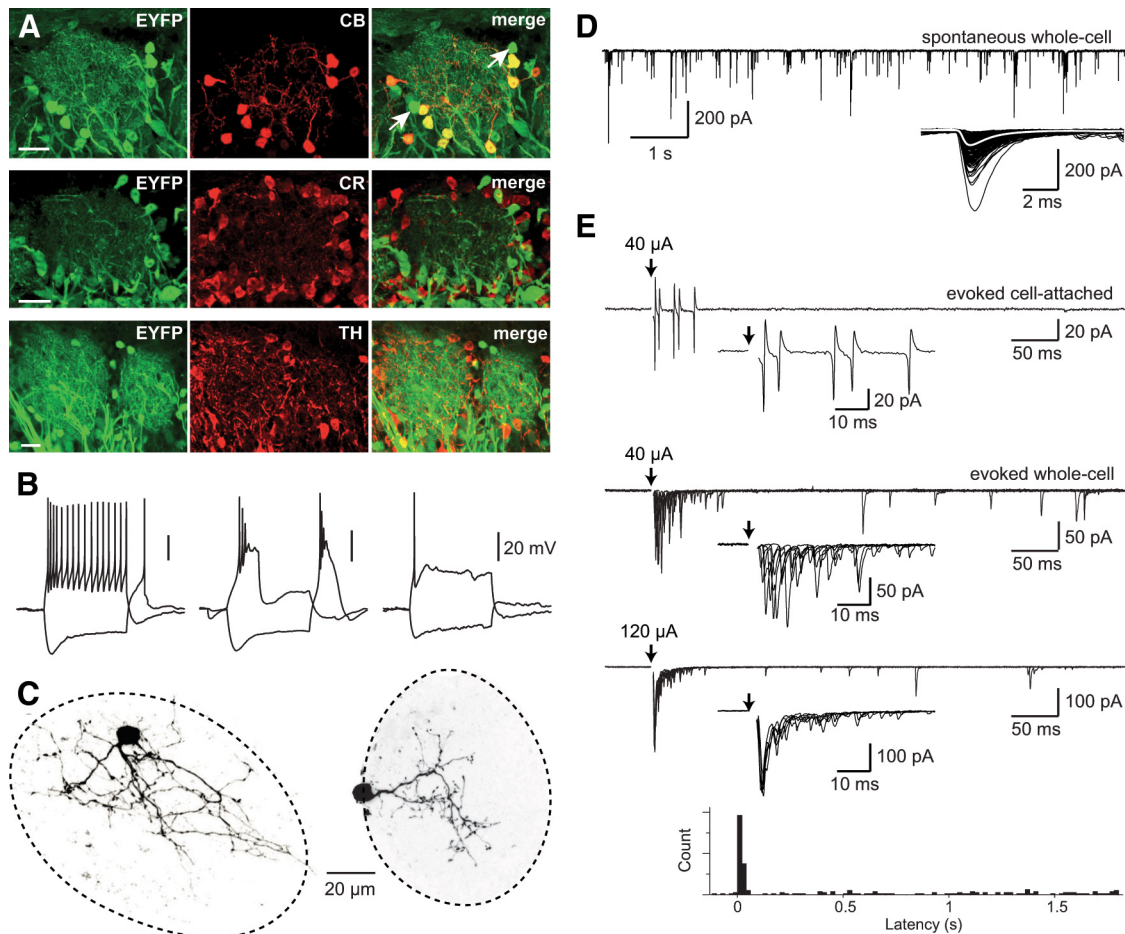 A
EYFP
CB
merge
EYFP
CR
merge
EYFP
TH
merge
B
20 mV
C
20 µm
D
spontaneous whole-cell
200 pA
1 s
200 pA
2 ms
E
40 µA
evoked cell-attached
20 pA
50 ms
20 pA
10 ms
40 µA
evoked whole-cell
50 pA
50 ms
50 pA
10 ms
120 µA
100 pA
50 ms
100 pA
10 ms
Count
0 0.5 1 1.5
Latency (s)